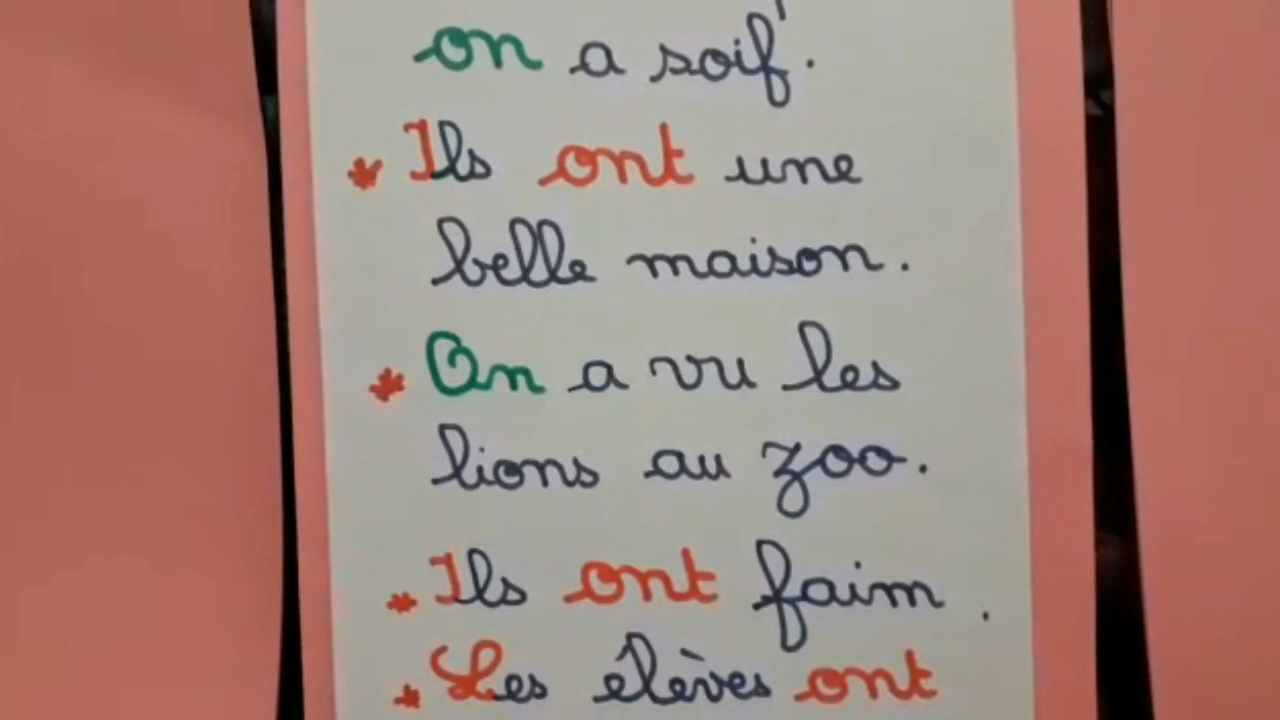 on a soif.
* Ils ont une
belle maison.
* On a vu les
lions au zoo.
* Ils ont faim.
* Les élèves ont